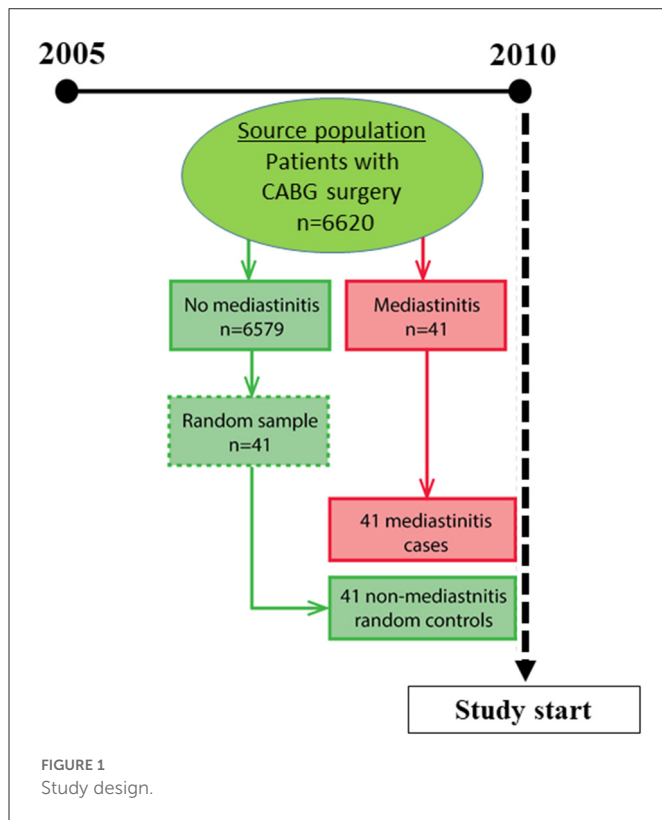 2005
2010
Source population
Patients with
CABG surgery
n=6620
No mediastinitis
n=6579
Mediastinitis
n=41
Random sample
n=41
41 mediastinitis
cases
41 non-mediastnitis
random controls
Study start
FIGURE 1
Study design.